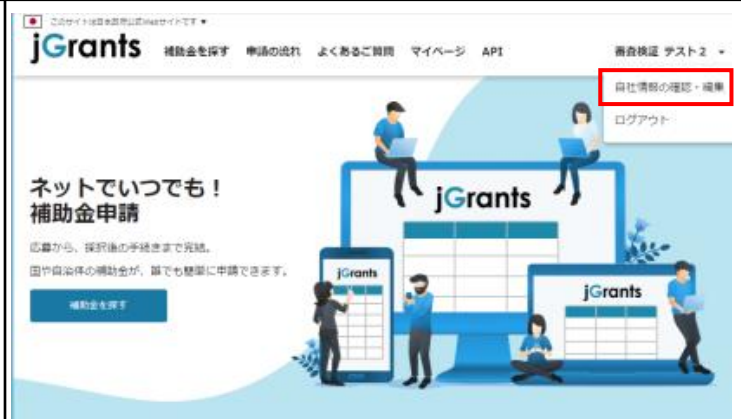 このサイトは日本政府公式Webサイトです ▼
jGrants 補助金を探す 申請の流れ よくあるご質問 マイページ API 審査検証 テスト2
自社情報の確認・編集
ログアウト
ネットでいつでも！
補助金申請
応募から、採択後の手続きまで完結。
国や自治体の補助金が、誰でも簡単に申請できます。
補助金を探す
jGrants
jGrants
jGrants